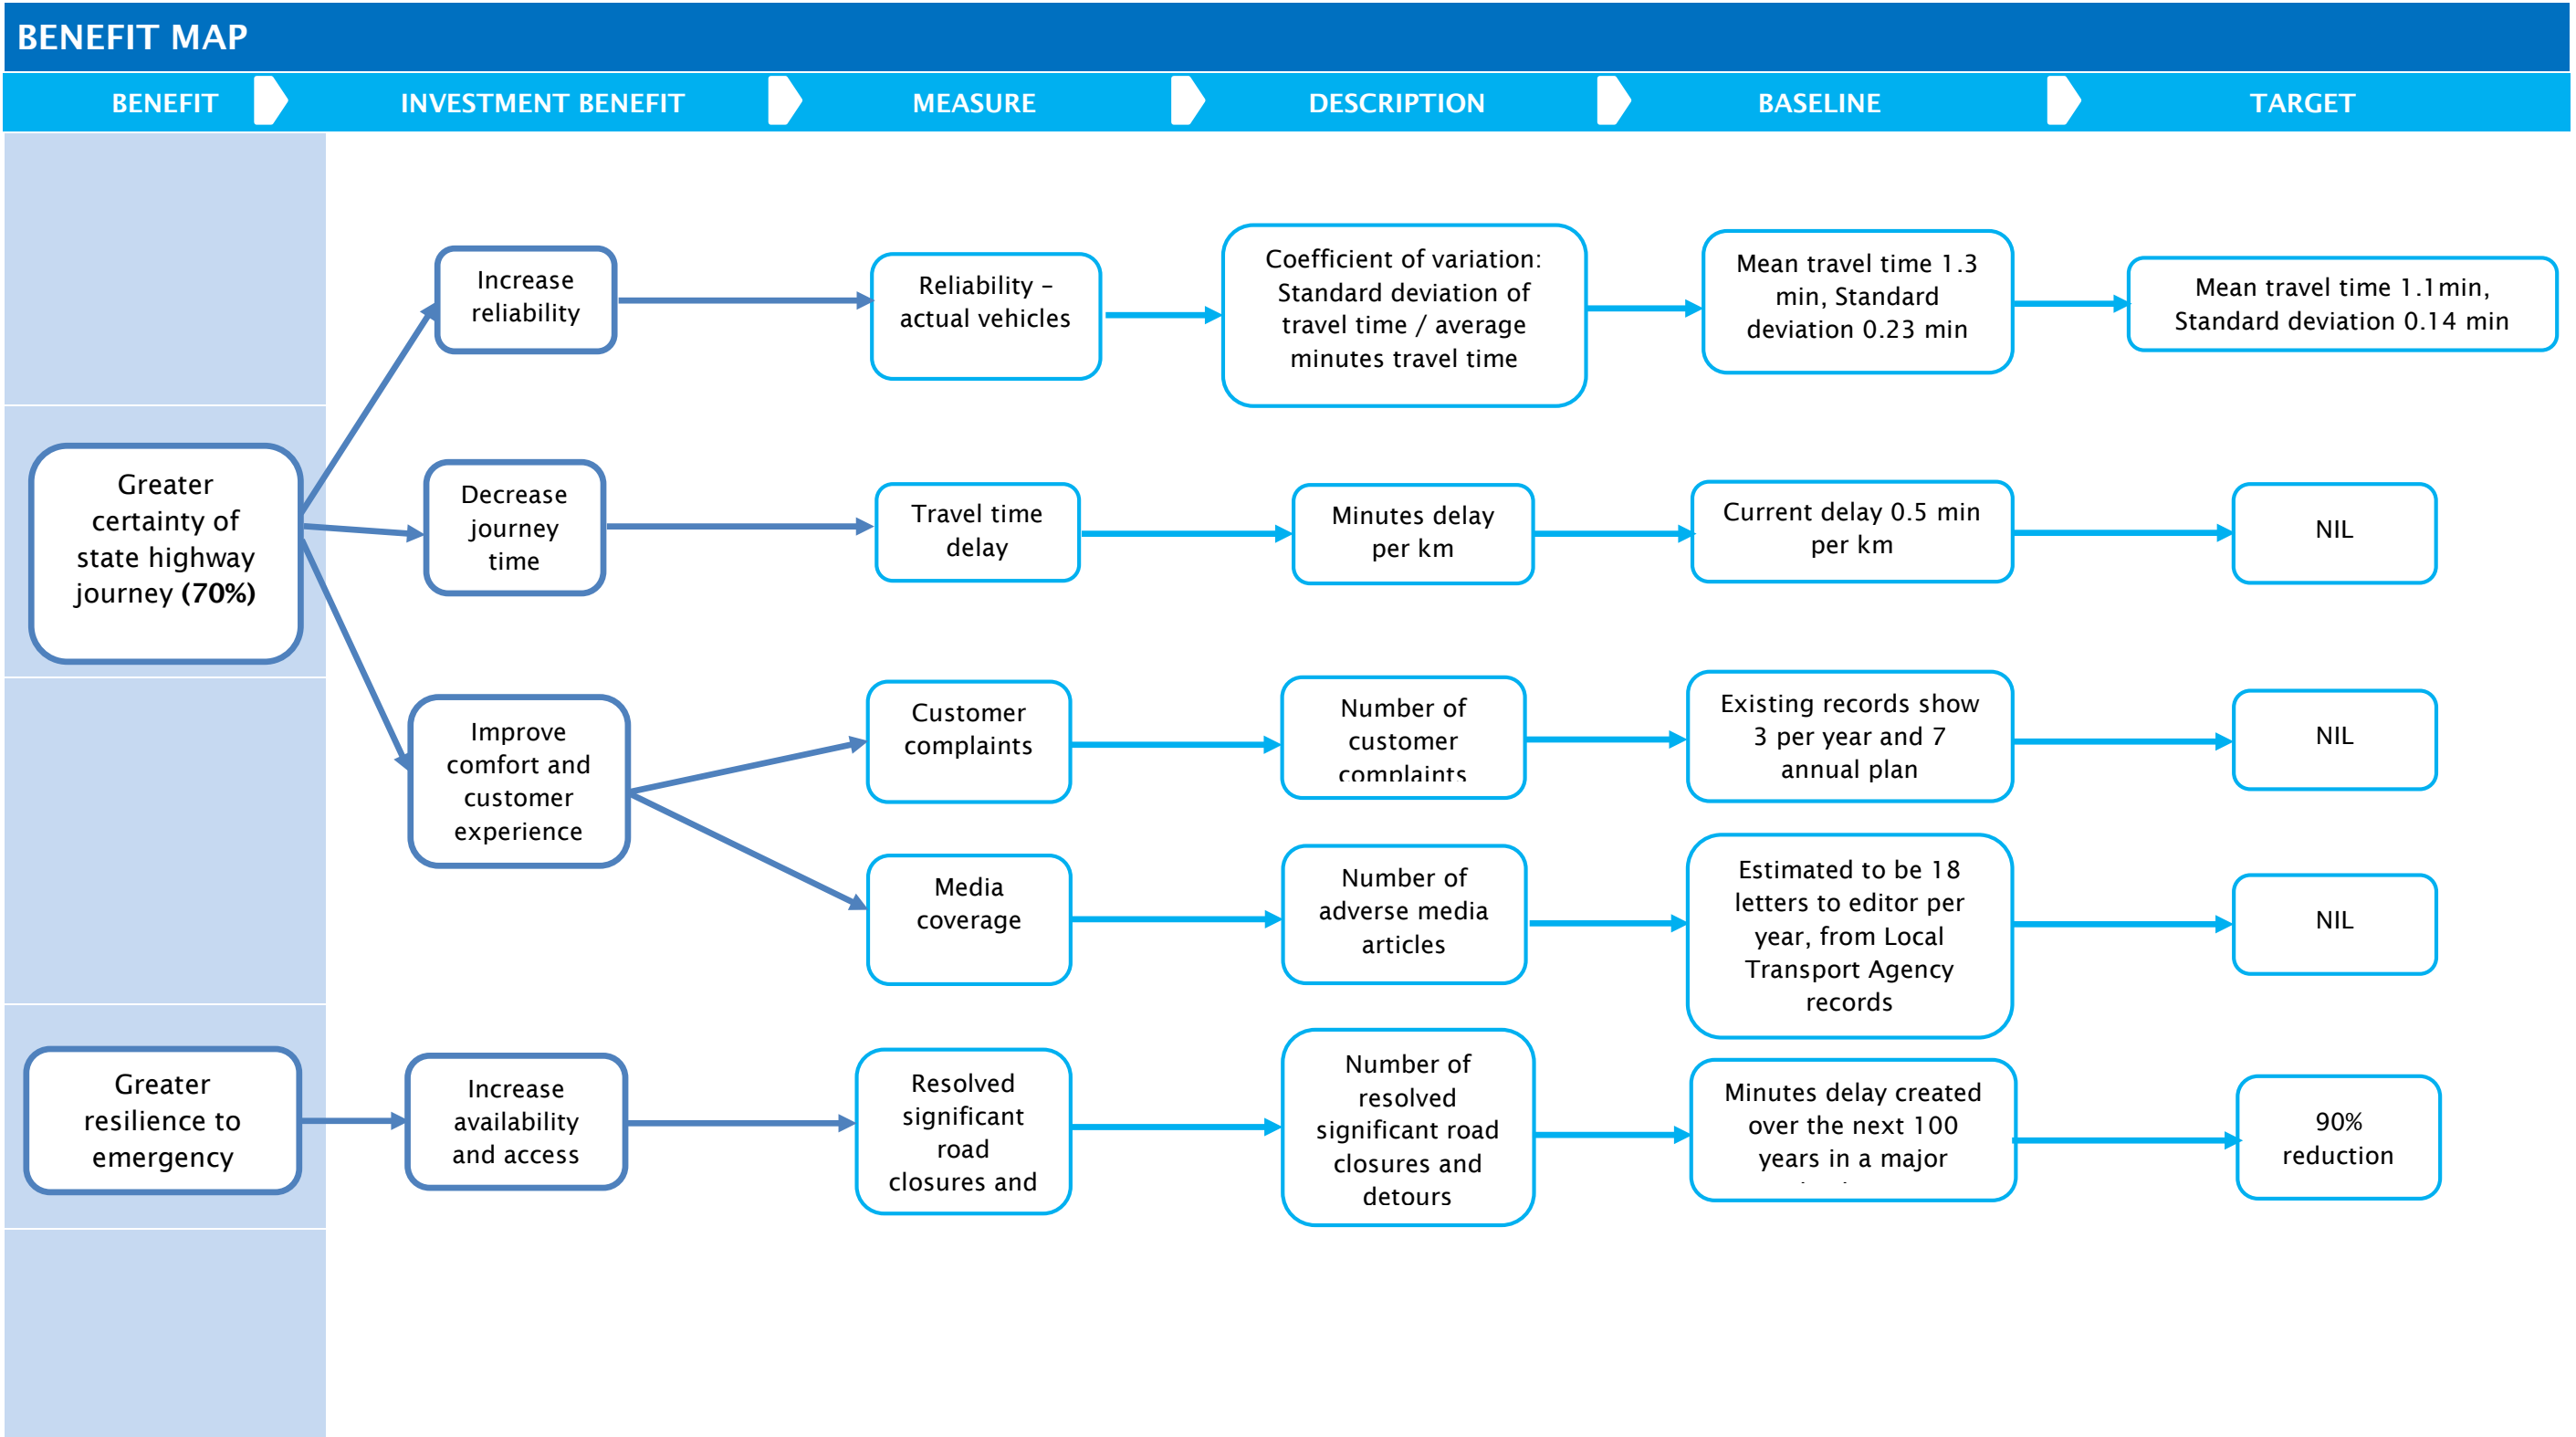 BENEFIT MAP
BENEFIT
INVESTMENT BENEFIT
MEASURE
DESCRIPTION
BASELINE
TARGET
Greater
certainty of
state highway
journey (70%)
Increase
reliability
Reliability –
actual vehicles
Coefficient of variation:
Standard deviation of
travel time / average
minutes travel time
Mean travel time 1.3
min, Standard
deviation 0.23 min
Mean travel time 1.1min,
Standard deviation 0.14 min
Decrease
journey
time
Travel time
delay
Minutes delay
per km
Current delay 0.5 min
per km
NIL
Improve
comfort and
customer
experience
Customer
complaints
Number of
customer
complaints
Existing records show
3 per year and 7
annual plan
NIL
Media
coverage
Number of
adverse media
articles
Estimated to be 18
letters to editor per
year, from Local
Transport Agency
records
NIL
Greater
resilience to
emergency
Increase
availability
and access
Resolved
significant
road
closures and
Number of
resolved
significant road
closures and
detours
Minutes delay created
over the next 100
years in a major
90%
reduction